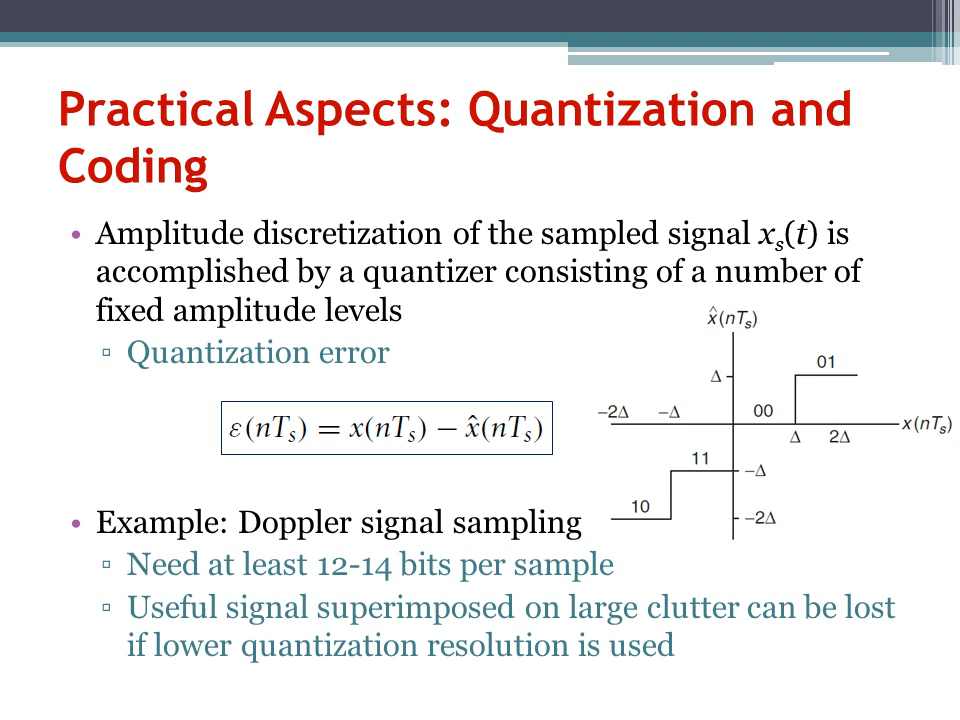 Practical Aspects: Quantization and
Coding
• Amplitude discretization of the sampled signal xₛ(t) is
accomplished by a quantizer consisting of a number of
fixed amplitude levels
▫ Quantization error
x̂(nTₛ)
Δ
01
−2Δ −Δ 00
x(nTₛ)
Δ 2Δ
ε(nTₛ) = x(nTₛ) − x̂(nTₛ)
11
−Δ
10
−2Δ
• Example: Doppler signal sampling
▫ Need at least 12-14 bits per sample
▫ Useful signal superimposed on large clutter can be lost
if lower quantization resolution is used